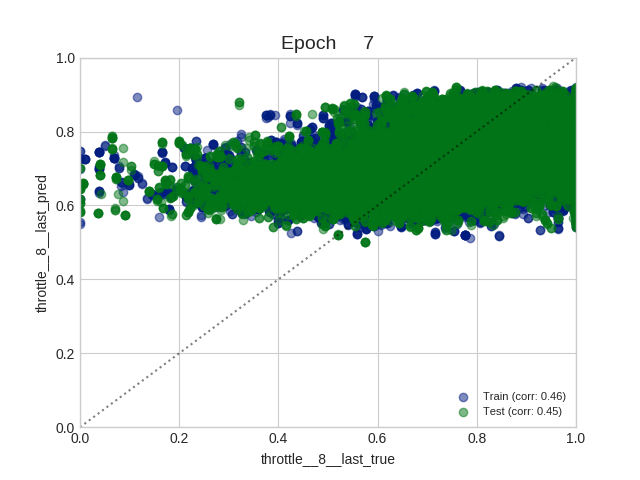 Epoch 7
1.0
0.8
0.6
0.4
0.2
0.0
throttle__8__last_pred
0.0 0.2 0.4 0.6 0.8 1.0
throttle__8__last_true
Train (corr: 0.46)
Test (corr: 0.45)